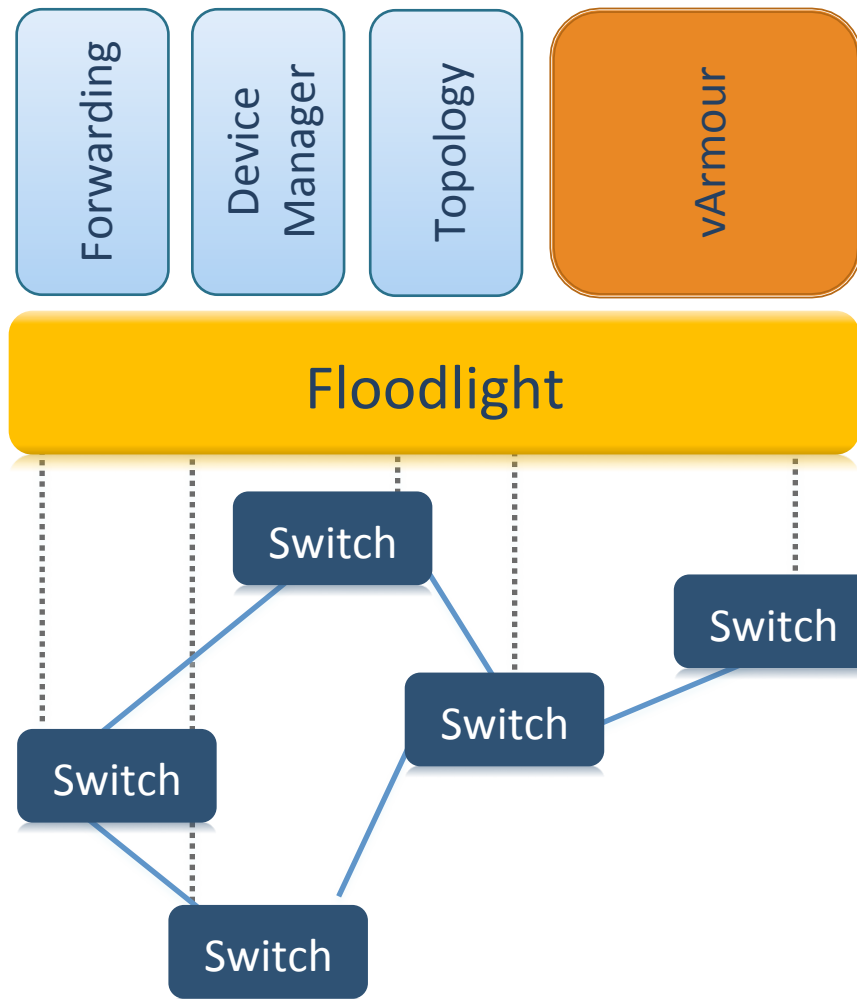 Forwarding
Device
Manager
Topology
vArmour
Floodlight
Switch
Switch
Switch
Switch
Switch